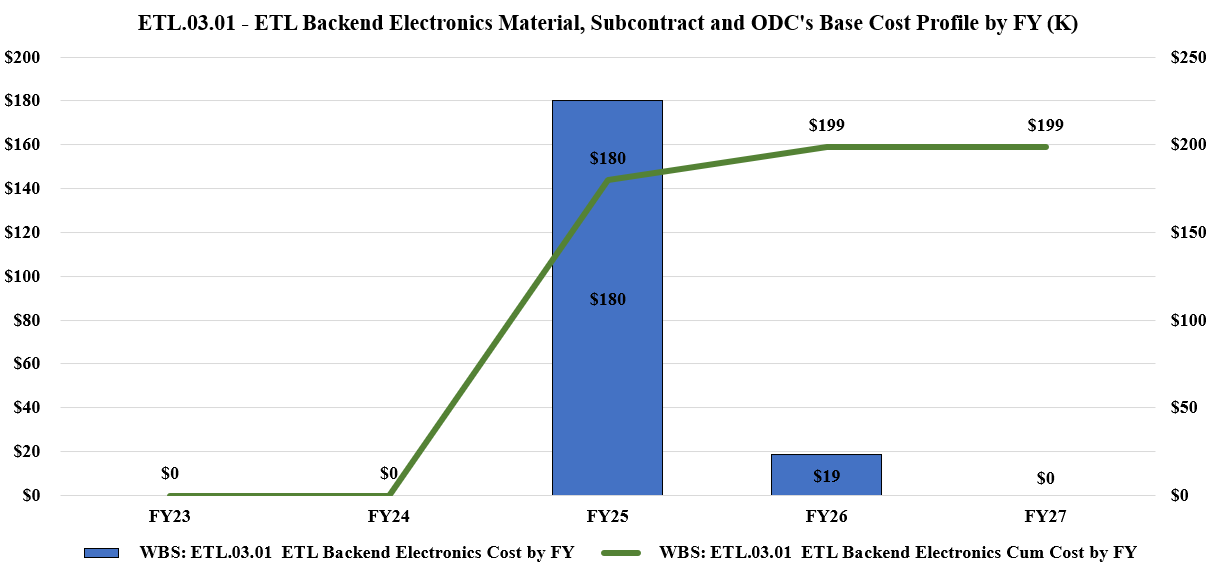 ETL.03.01 - ETL Backend Electronics Material, Subcontract and ODC's Base Cost Profile by FY (K)
$200 $250
$180
$160 $199 $199 $200
$180
$140
$120 $150
$100
$80 $180 $100
$60
$40 $50
$20
$0 $0 $19 $0
$0 $0
FY23 FY24 FY25 FY26 FY27
WBS: ETL.03.01 ETL Backend Electronics Cost by FY WBS: ETL.03.01 ETL Backend Electronics Cum Cost by FY